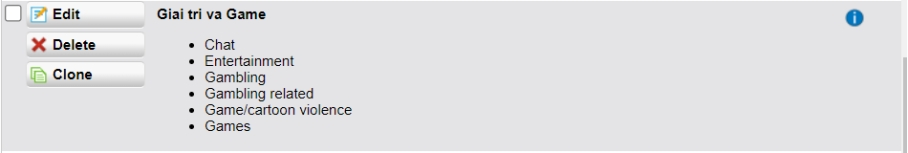 Edit
Giai tri va Game
Delete
Clone
Chat
Entertainment
Gambling
Gambling related
Game/cartoon violence
Games